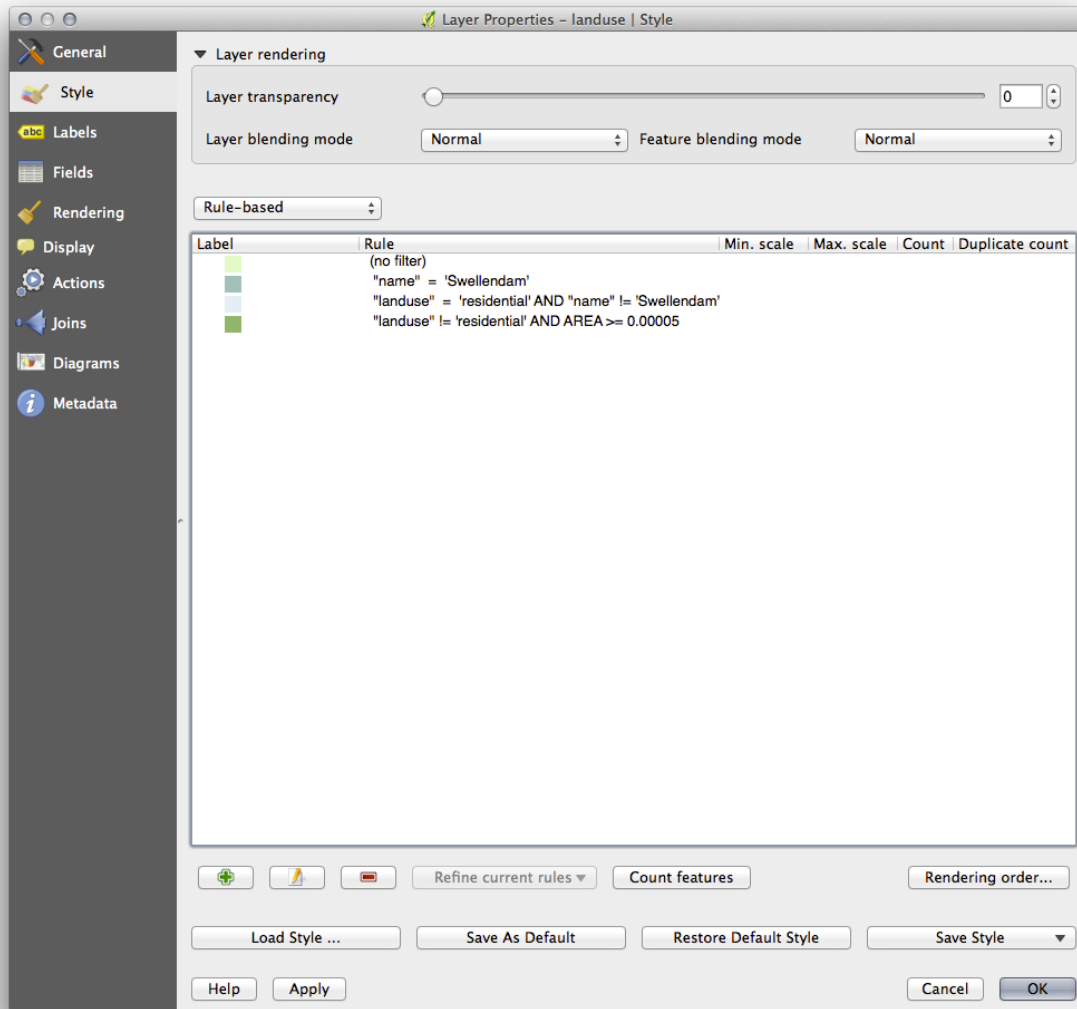 Layer Properties - landuse | Style
General
Style
abc Labels
Fields
Rendering
Display
Actions
Joins
Diagrams
i Metadata
Layer rendering
Layer transparency 0
Layer blending mode Normal Feature blending mode Normal
Rule-based
Label Rule Min. scale Max. scale Count Duplicate count
(no filter)
"name" = 'Swellendam'
"landuse" = 'residential' AND "name" != 'Swellendam'
"landuse" != 'residential' AND AREA >= 0.00005
Refine current rules Count features Rendering order...
Load Style ... Save As Default Restore Default Style Save Style
Help Apply Cancel OK